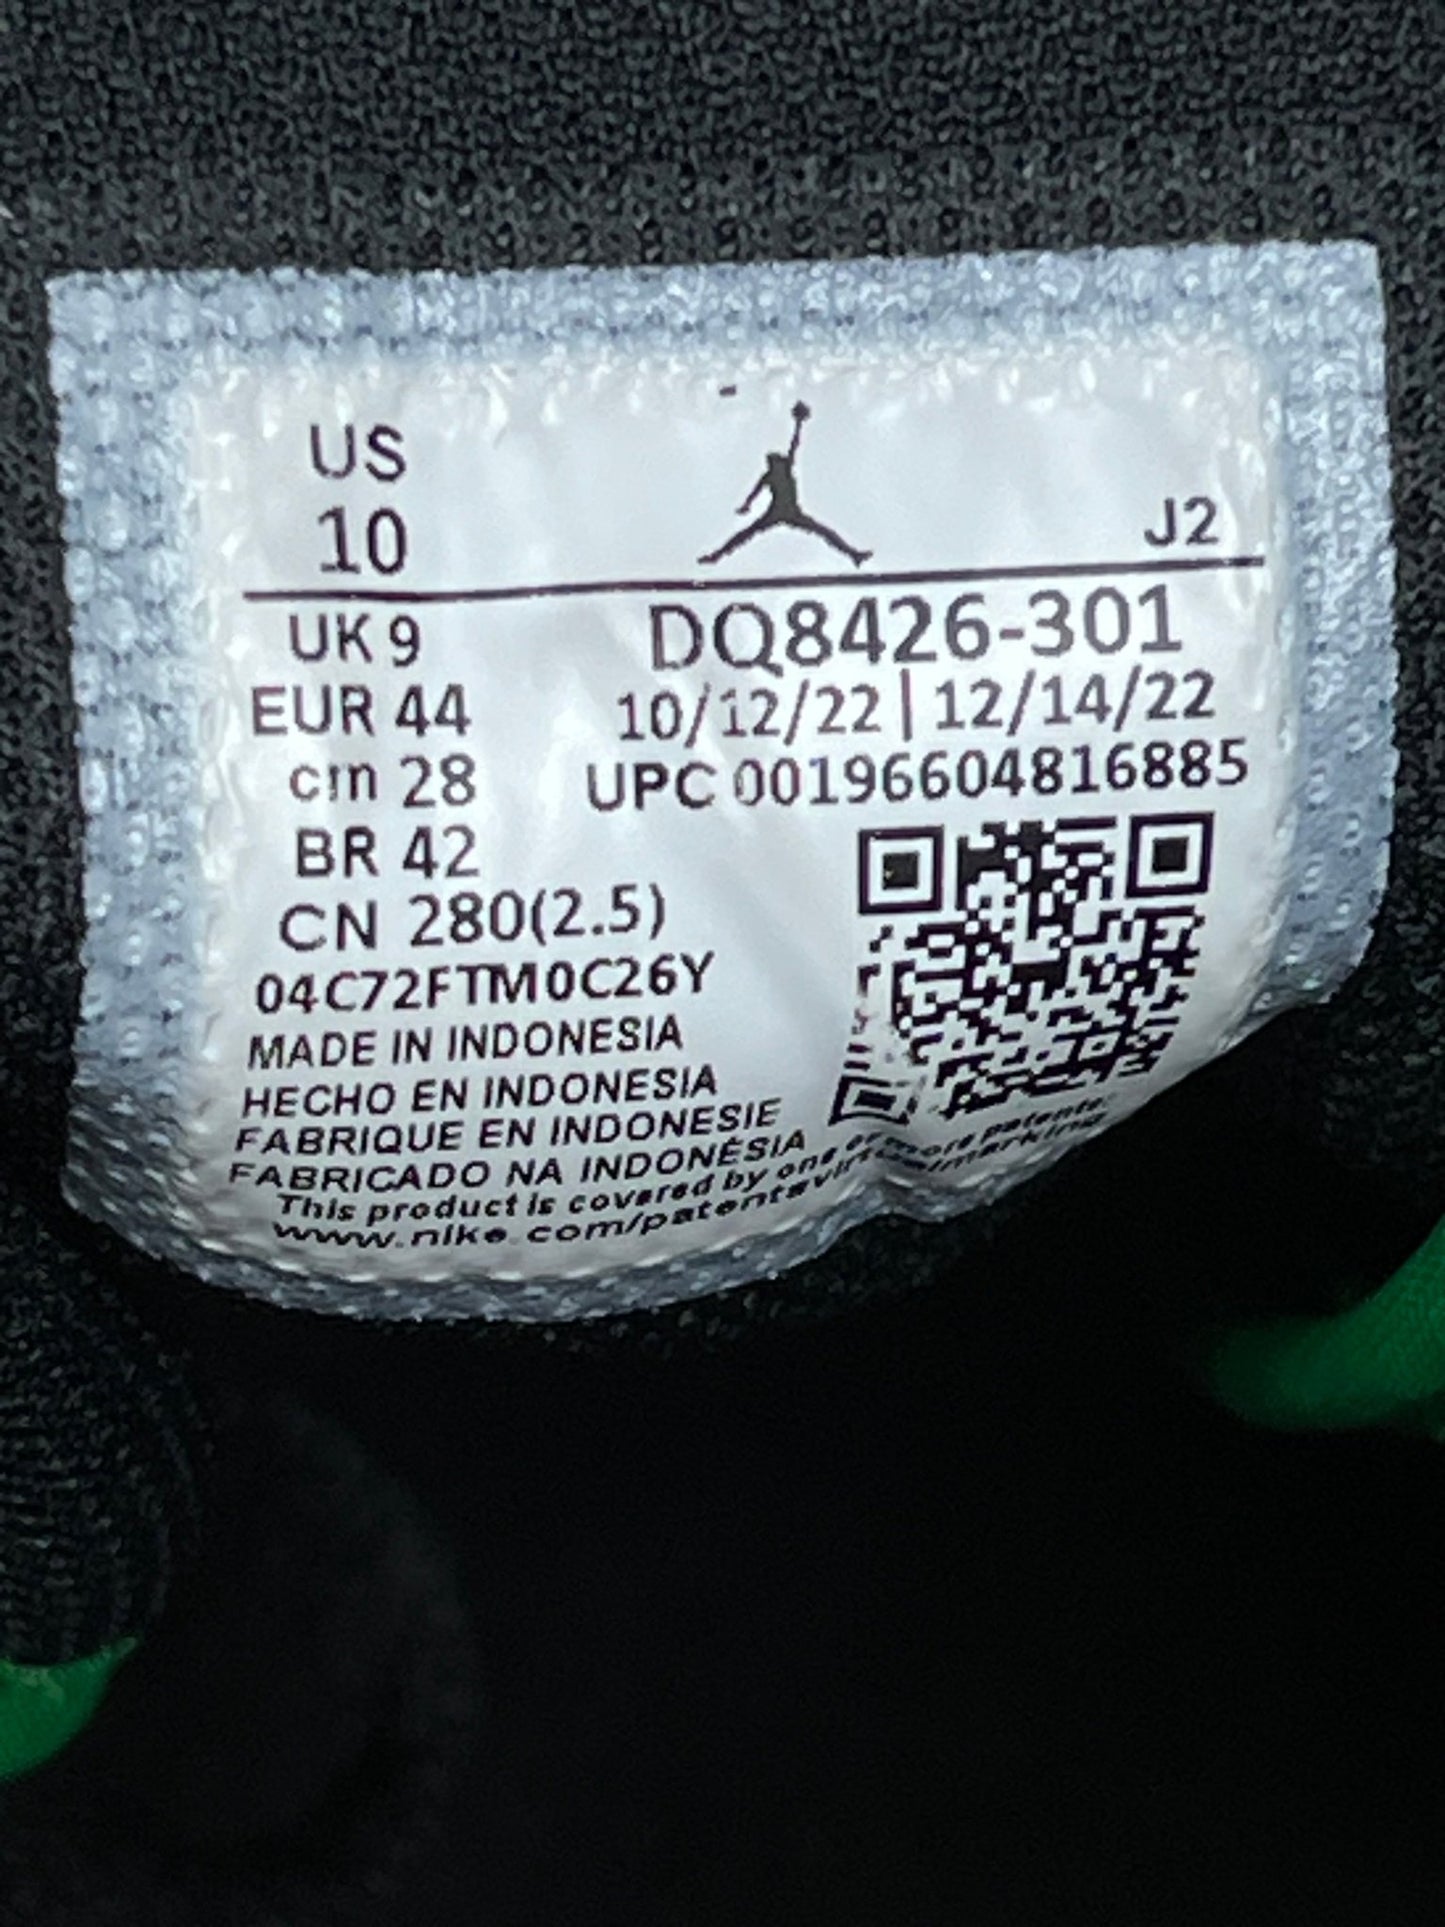 US
10
J2
UK 9
DQ8426-301
EUR 44
10/12/22 | 12/14/22
cm 28
UPC 00196604816885
BR 42
CN 280(2.5)
04C72FTM0C26Y
MADE IN INDONESIA
HECHO EN INDONESIA
FABRIQUE EN INDONESIE
FABRICADO NA INDONÉSIA
This product is covered by one or more patents:
www.nike.com/patentsvirtualmarking